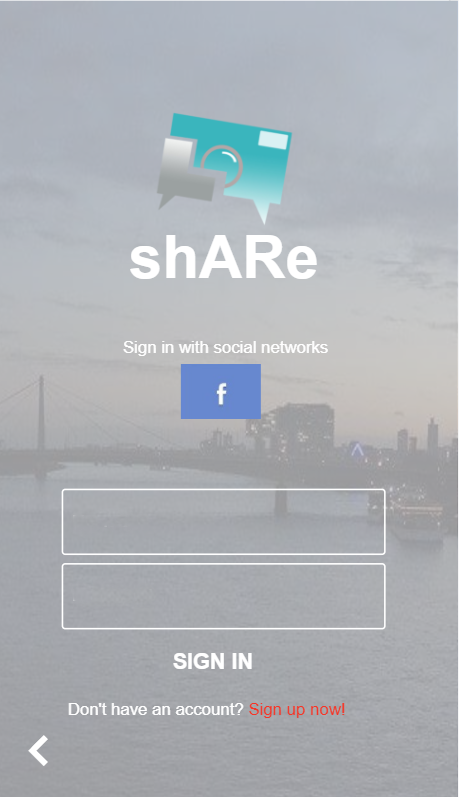 shARe
Sign in with social networks
f
SIGN IN
Don't have an account? Sign up now!